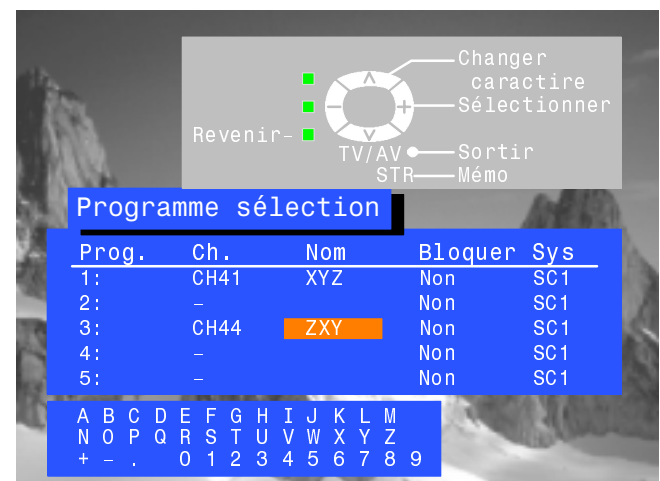 Changer
caractire
Sélectionner
Revenir-
TV/AV Sortir
STR Mémo
Programme sélection
Prog. Ch. Nom Bloquer Sys
1: CH41 XYZ Non SC1
2: – Non SC1
3: CH44 ZXY Non SC1
4: – Non SC1
5: – Non SC1
A B C D E F G H I J K L M
N O P Q R S T U V W X Y Z
+ – . 0 1 2 3 4 5 6 7 8 9